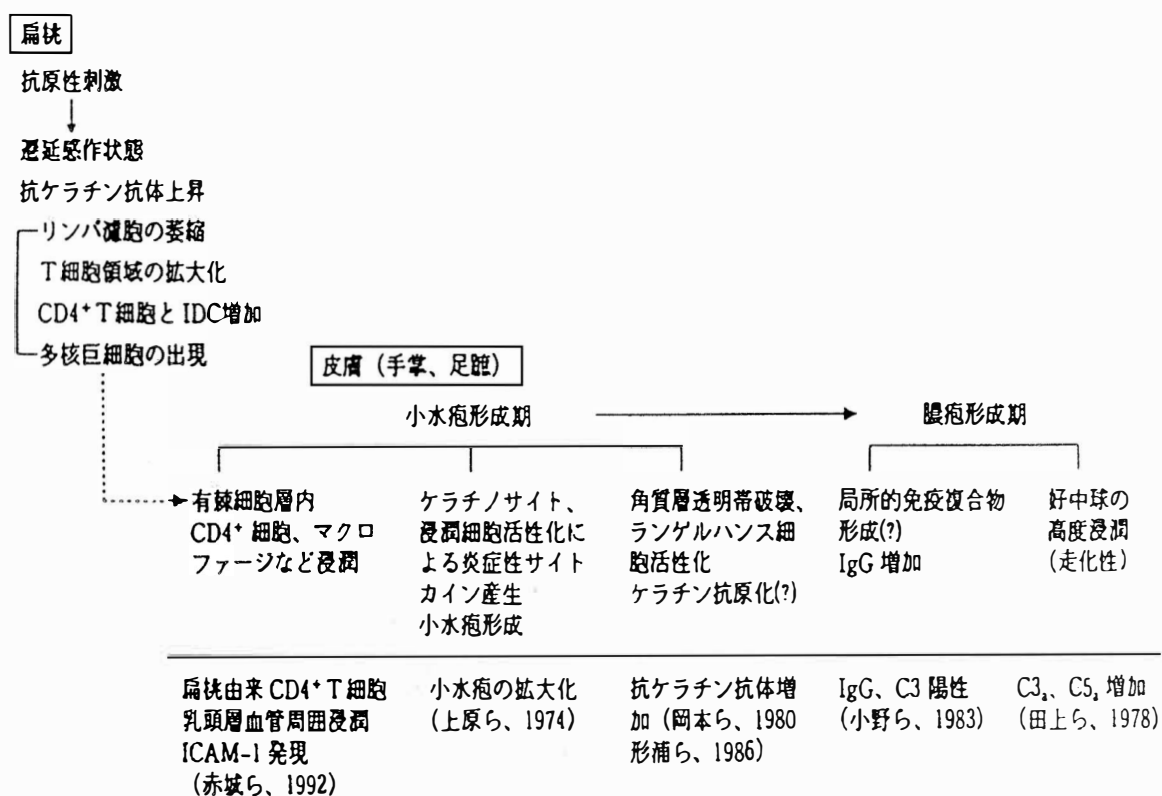 扁桃
抗原性刺激
遅延感作状態
抗ケラチン抗体上昇
リンパ濾胞の萎縮
T細胞領域の拡大化
CD4⁺T細胞とIDC増加
多核巨細胞の出現
皮膚（手掌、足蹠）
小水疱形成期
膿疱形成期
有棘細胞層内
CD4⁺細胞、マクロ
ファージなど浸潤
ケラチノサイト、
浸潤細胞活性化に
よる炎症性サイト
カイン産生
小水疱形成
角質層透明帯破壊、
ランゲルハンス細
胞活性化
ケラチン抗原化(?)
局所的免疫復合物
形成(?)
IgG 増加
好中球の
高度浸潤
（走化性）
扁桃由来CD4⁺T細胞
乳頭層血管周囲浸潤
ICAM-1 発現
（赤城ら、1992）
小水疱の拡大化
（上原ら、1974）
抗ケラチン抗体増
加（岡本ら、1980
形浦ら、1986）
IgG、C3 陽性
（小野ら、1983）
C3ₐ、C5ₐ 増加
（田上ら、1978）